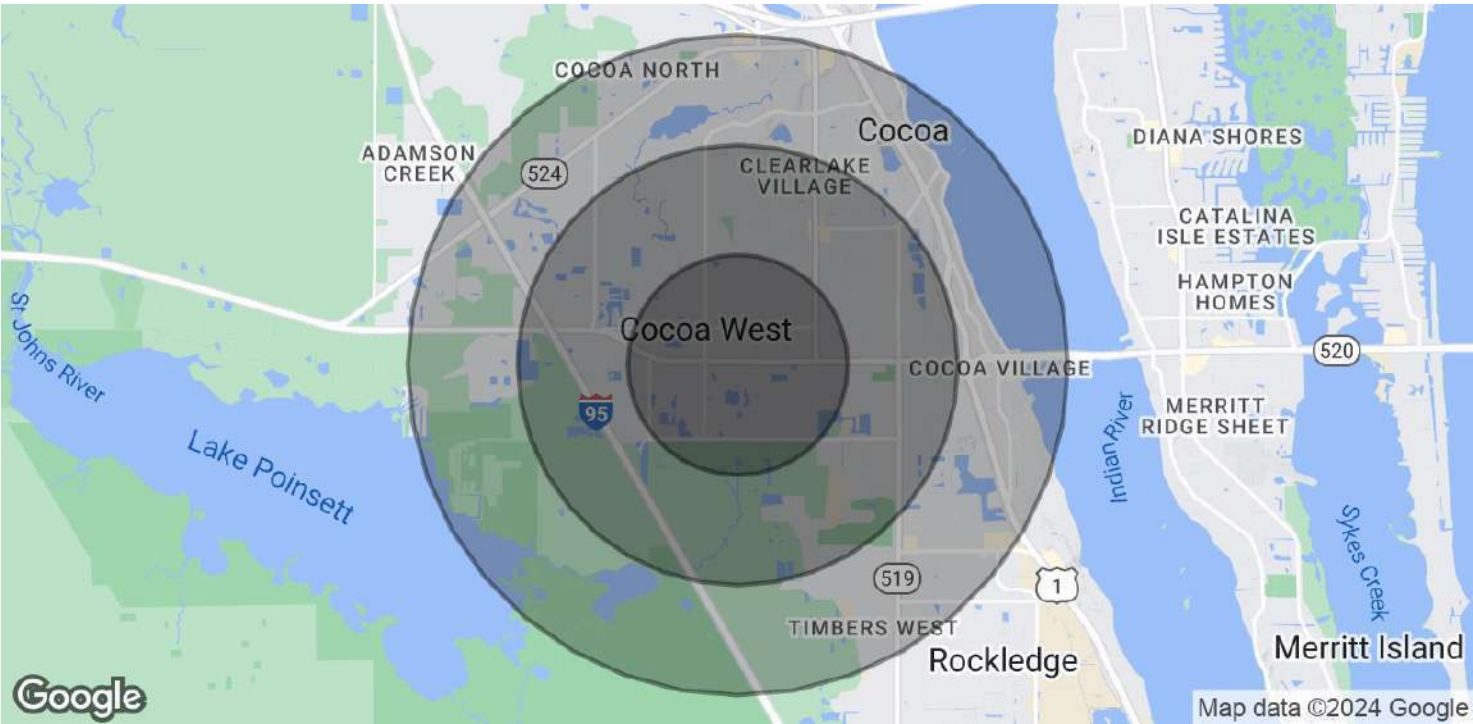 COCOA NORTH
Cocoa
DIANA SHORES
ADAMSON
CREEK
524
CLEARLAKE
VILLAGE
CATALINA
ISLE ESTATES
HAMPTON
HOMES
St Johns River
Cocoa West
520
COCOA VILLAGE
95
MERRITT
RIDGE SHEET
Indian River
Lake Poinsett
Sykes Creek
519
1
TIMBERS WEST
Rockledge
Merritt Island
Google
Map data ©2024 Google